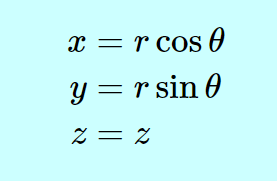 x = r cos θ
y = r sin θ
z = z